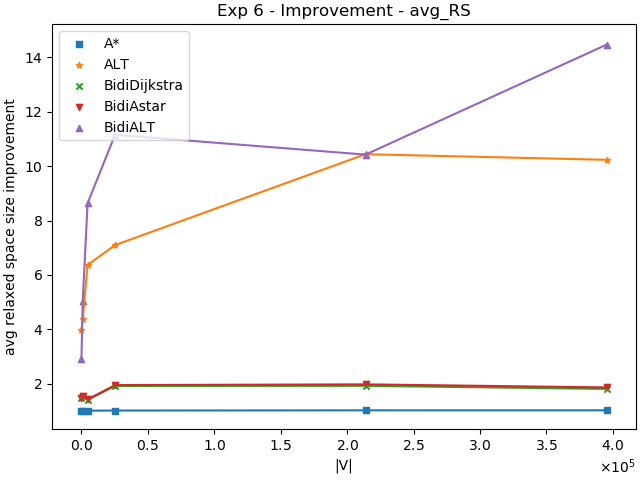 Exp 6 - Improvement - avg_RS
A*
ALT
BidiDijkstra
BidiAstar
BidiALT
avg relaxed space size improvement
14
12
10
8
6
4
2
0.0 0.5 1.0 1.5 2.0 2.5 3.0 3.5 4.0
|V|
×10⁵